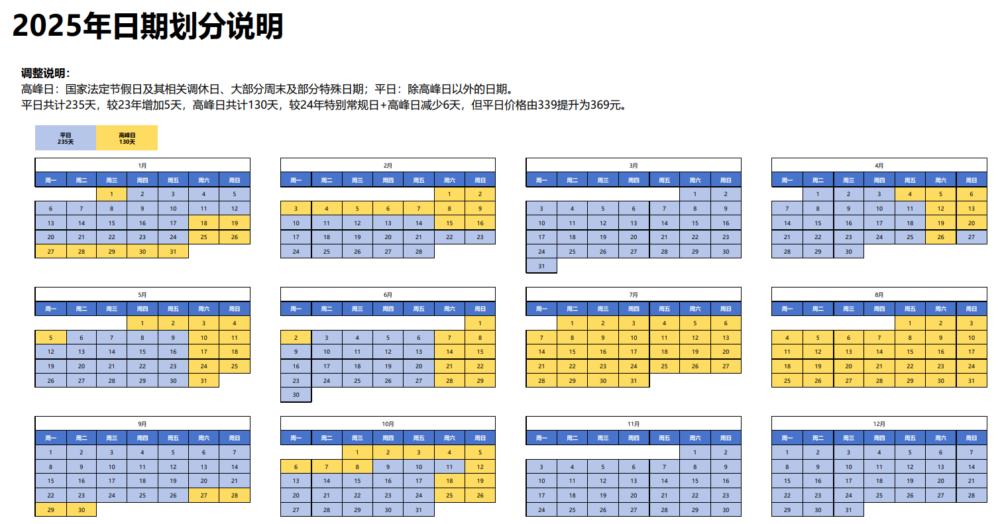 2025年日期划分说明
调整说明：
高峰日：国家法定节假日及其相关调休日、大部分周末及部分特殊日期；平日：除高峰日以外的日期。
平日共计235天，较23年增加5天，高峰日共计130天，较24年特别常规日+高峰日减少6天，但平日价格由339提升为369元。
平日
235天
高峰日
130天
1月
周一 周二 周三 周四 周五 周六 周日
1 2 3 4 5
6 7 8 9 10 11 12
13 14 15 16 17 18 19
20 21 22 23 24 25 26
27 28 29 30 31
2月
周一 周二 周三 周四 周五 周六 周日
1 2
3 4 5 6 7 8 9
10 11 12 13 14 15 16
17 18 19 20 21 22 23
24 25 26 27 28
3月
周一 周二 周三 周四 周五 周六 周日
1 2
3 4 5 6 7 8 9
10 11 12 13 14 15 16
17 18 19 20 21 22 23
24 25 26 27 28 29 30
31
4月
周一 周二 周三 周四 周五 周六 周日
1 2 3 4 5 6
7 8 9 10 11 12 13
14 15 16 17 18 19 20
21 22 23 24 25 26 27
28 29 30
5月
周一 周二 周三 周四 周五 周六 周日
1 2 3 4
5 6 7 8 9 10 11
12 13 14 15 16 17 18
19 20 21 22 23 24 25
26 27 28 29 30 31
6月
周一 周二 周三 周四 周五 周六 周日
1
2 3 4 5 6 7 8
9 10 11 12 13 14 15
16 17 18 19 20 21 22
23 24 25 26 27 28 29
30
7月
周一 周二 周三 周四 周五 周六 周日
1 2 3 4 5 6
7 8 9 10 11 12 13
14 15 16 17 18 19 20
21 22 23 24 25 26 27
28 29 30 31
8月
周一 周二 周三 周四 周五 周六 周日
1 2 3
4 5 6 7 8 9 10
11 12 13 14 15 16 17
18 19 20 21 22 23 24
25 26 27 28 29 30 31
9月
周一 周二 周三 周四 周五 周六 周日
1 2 3 4 5 6 7
8 9 10 11 12 13 14
15 16 17 18 19 20 21
22 23 24 25 26 27 28
29 30
10月
周一 周二 周三 周四 周五 周六 周日
1 2 3 4 5
6 7 8 9 10 11 12
13 14 15 16 17 18 19
20 21 22 23 24 25 26
27 28 29 30 31
11月
周一 周二 周三 周四 周五 周六 周日
1 2
3 4 5 6 7 8 9
10 11 12 13 14 15 16
17 18 19 20 21 22 23
24 25 26 27 28 29 30
12月
周一 周二 周三 周四 周五 周六 周日
1 2 3 4 5 6 7
8 9 10 11 12 13 14
15 16 17 18 19 20 21
22 23 24 25 26 27 28
29 30 31